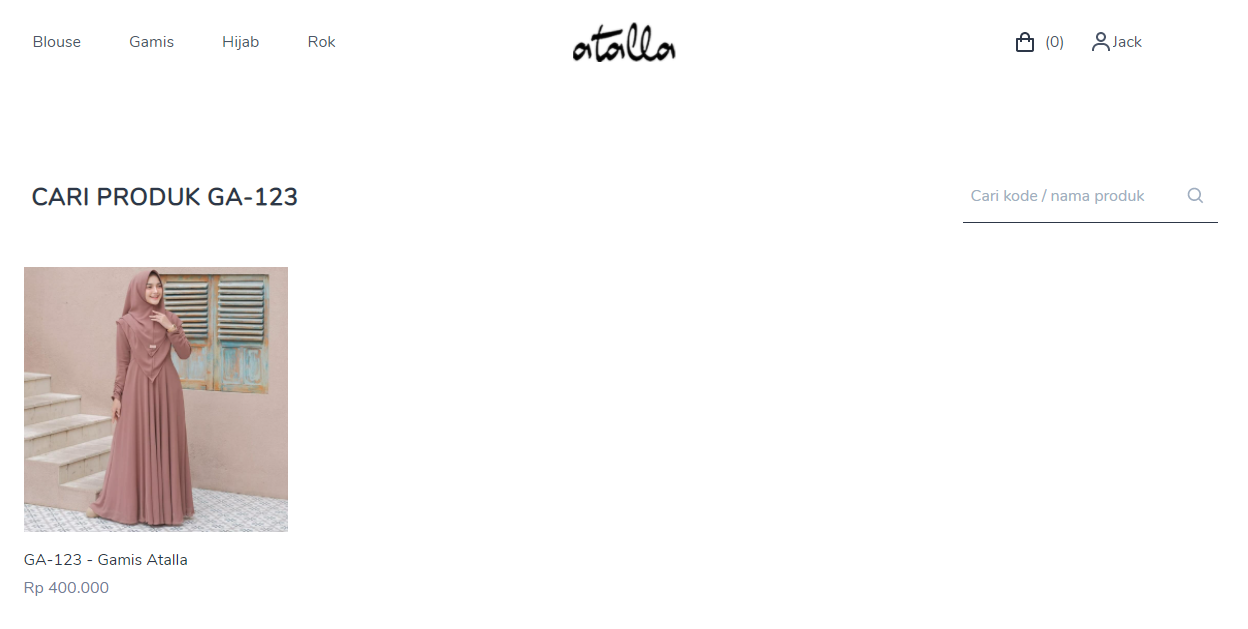 Blouse Gamis Hijab Rok atalla (0) Jack
CARI PRODUK GA-123 Cari kode / nama produk
GA-123 - Gamis Atalla
Rp 400.000